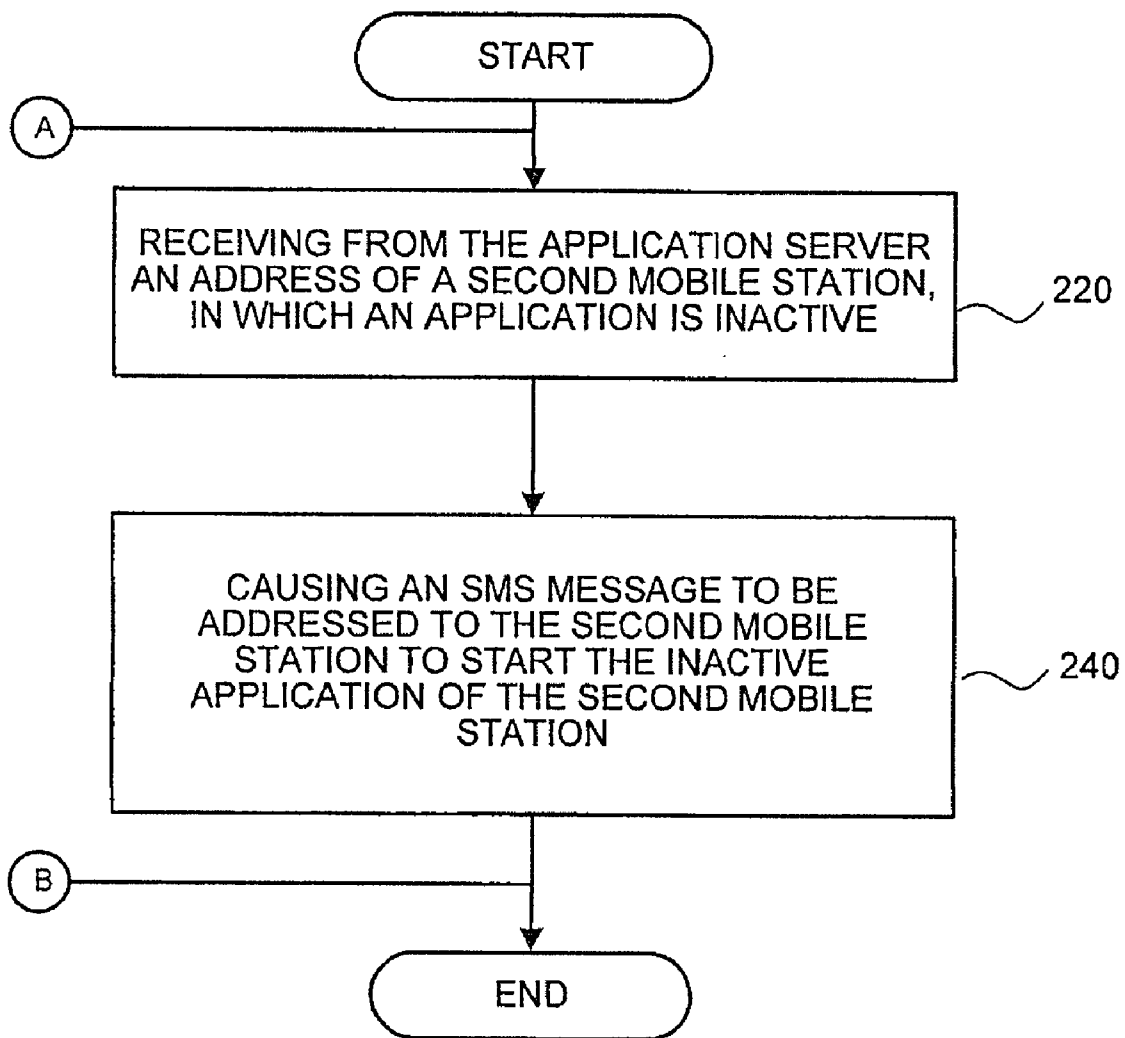 START
A
RECEIVING FROM THE APPLICATION SERVER
AN ADDRESS OF A SECOND MOBILE STATION,
IN WHICH AN APPLICATION IS INACTIVE
220
CAUSING AN SMS MESSAGE TO BE
ADDRESSED TO THE SECOND MOBILE
STATION TO START THE INACTIVE
APPLICATION OF THE SECOND MOBILE
STATION
240
B
END